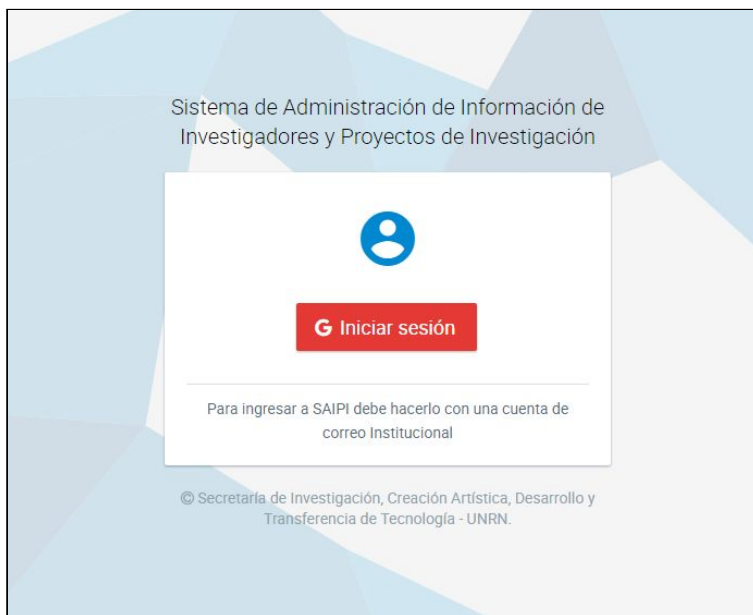 Sistema de Administración de Información de
Investigadores y Proyectos de Investigación
G Iniciar sesión
Para ingresar a SAIPI debe hacerlo con una cuenta de
correo Institucional
© Secretaría de Investigación, Creación Artística, Desarrollo y
Transferencia de Tecnología - UNRN.